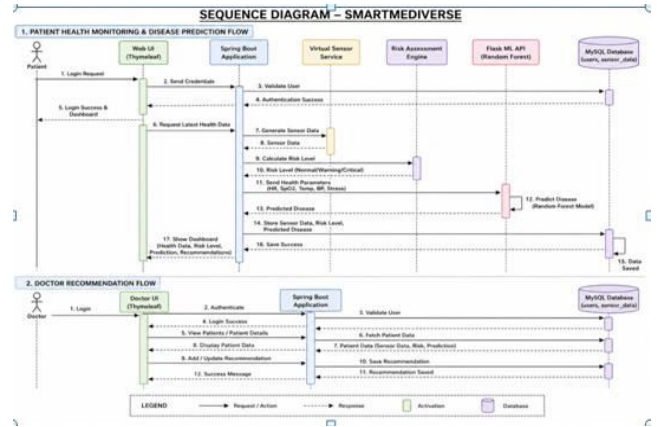 SEQUENCE DIAGRAM – SMARTMEDIVERSE
1. PATIENT HEALTH MONITORING & DISEASE PREDICTION FLOW
Patient
Web UI
(Thymeleaf)
Spring Boot
Application
Virtual Sensor
Service
Risk Assessment
Engine
Flask ML API
(Random Forest)
MySQL Database
(users, sensor_data)
1. Login Request
2. Send Credentials
3. Validate User
4. Authentication Success
5. Login Success &
Dashboard
6. Request Latest Health Data
7. Generate Sensor Data
8. Sensor Data
9. Calculate Risk Level
10. Risk Level (Normal/Warning/Critical)
11. Send Health Parameters
(HR, SpO2, Temp, BP, Stress)
12. Predict Disease
(Random Forest Model)
13. Predicted Disease
14. Store Sensor Data, Risk Level,
Predicted Disease
15. Data
Saved
16. Save Success
17. Show Dashboard
(Health Data, Risk Level,
Prediction, Recommendations)
2. DOCTOR RECOMMENDATION FLOW
Doctor
Doctor UI
(Thymeleaf)
Spring Boot
Application
MySQL Database
(users, sensor_data)
1. Login
2. Authenticate
3. Validate User
4. Login Success
5. View Patients / Patient Details
6. Fetch Patient Data
7. Patient Data (Sensor Data, Risk, Prediction)
8. Display Patient Data
9. Add / Update Recommendation
10. Save Recommendation
11. Recommendation Saved
12. Success Message
LEGEND
Request / Action
Response
Activation
Database